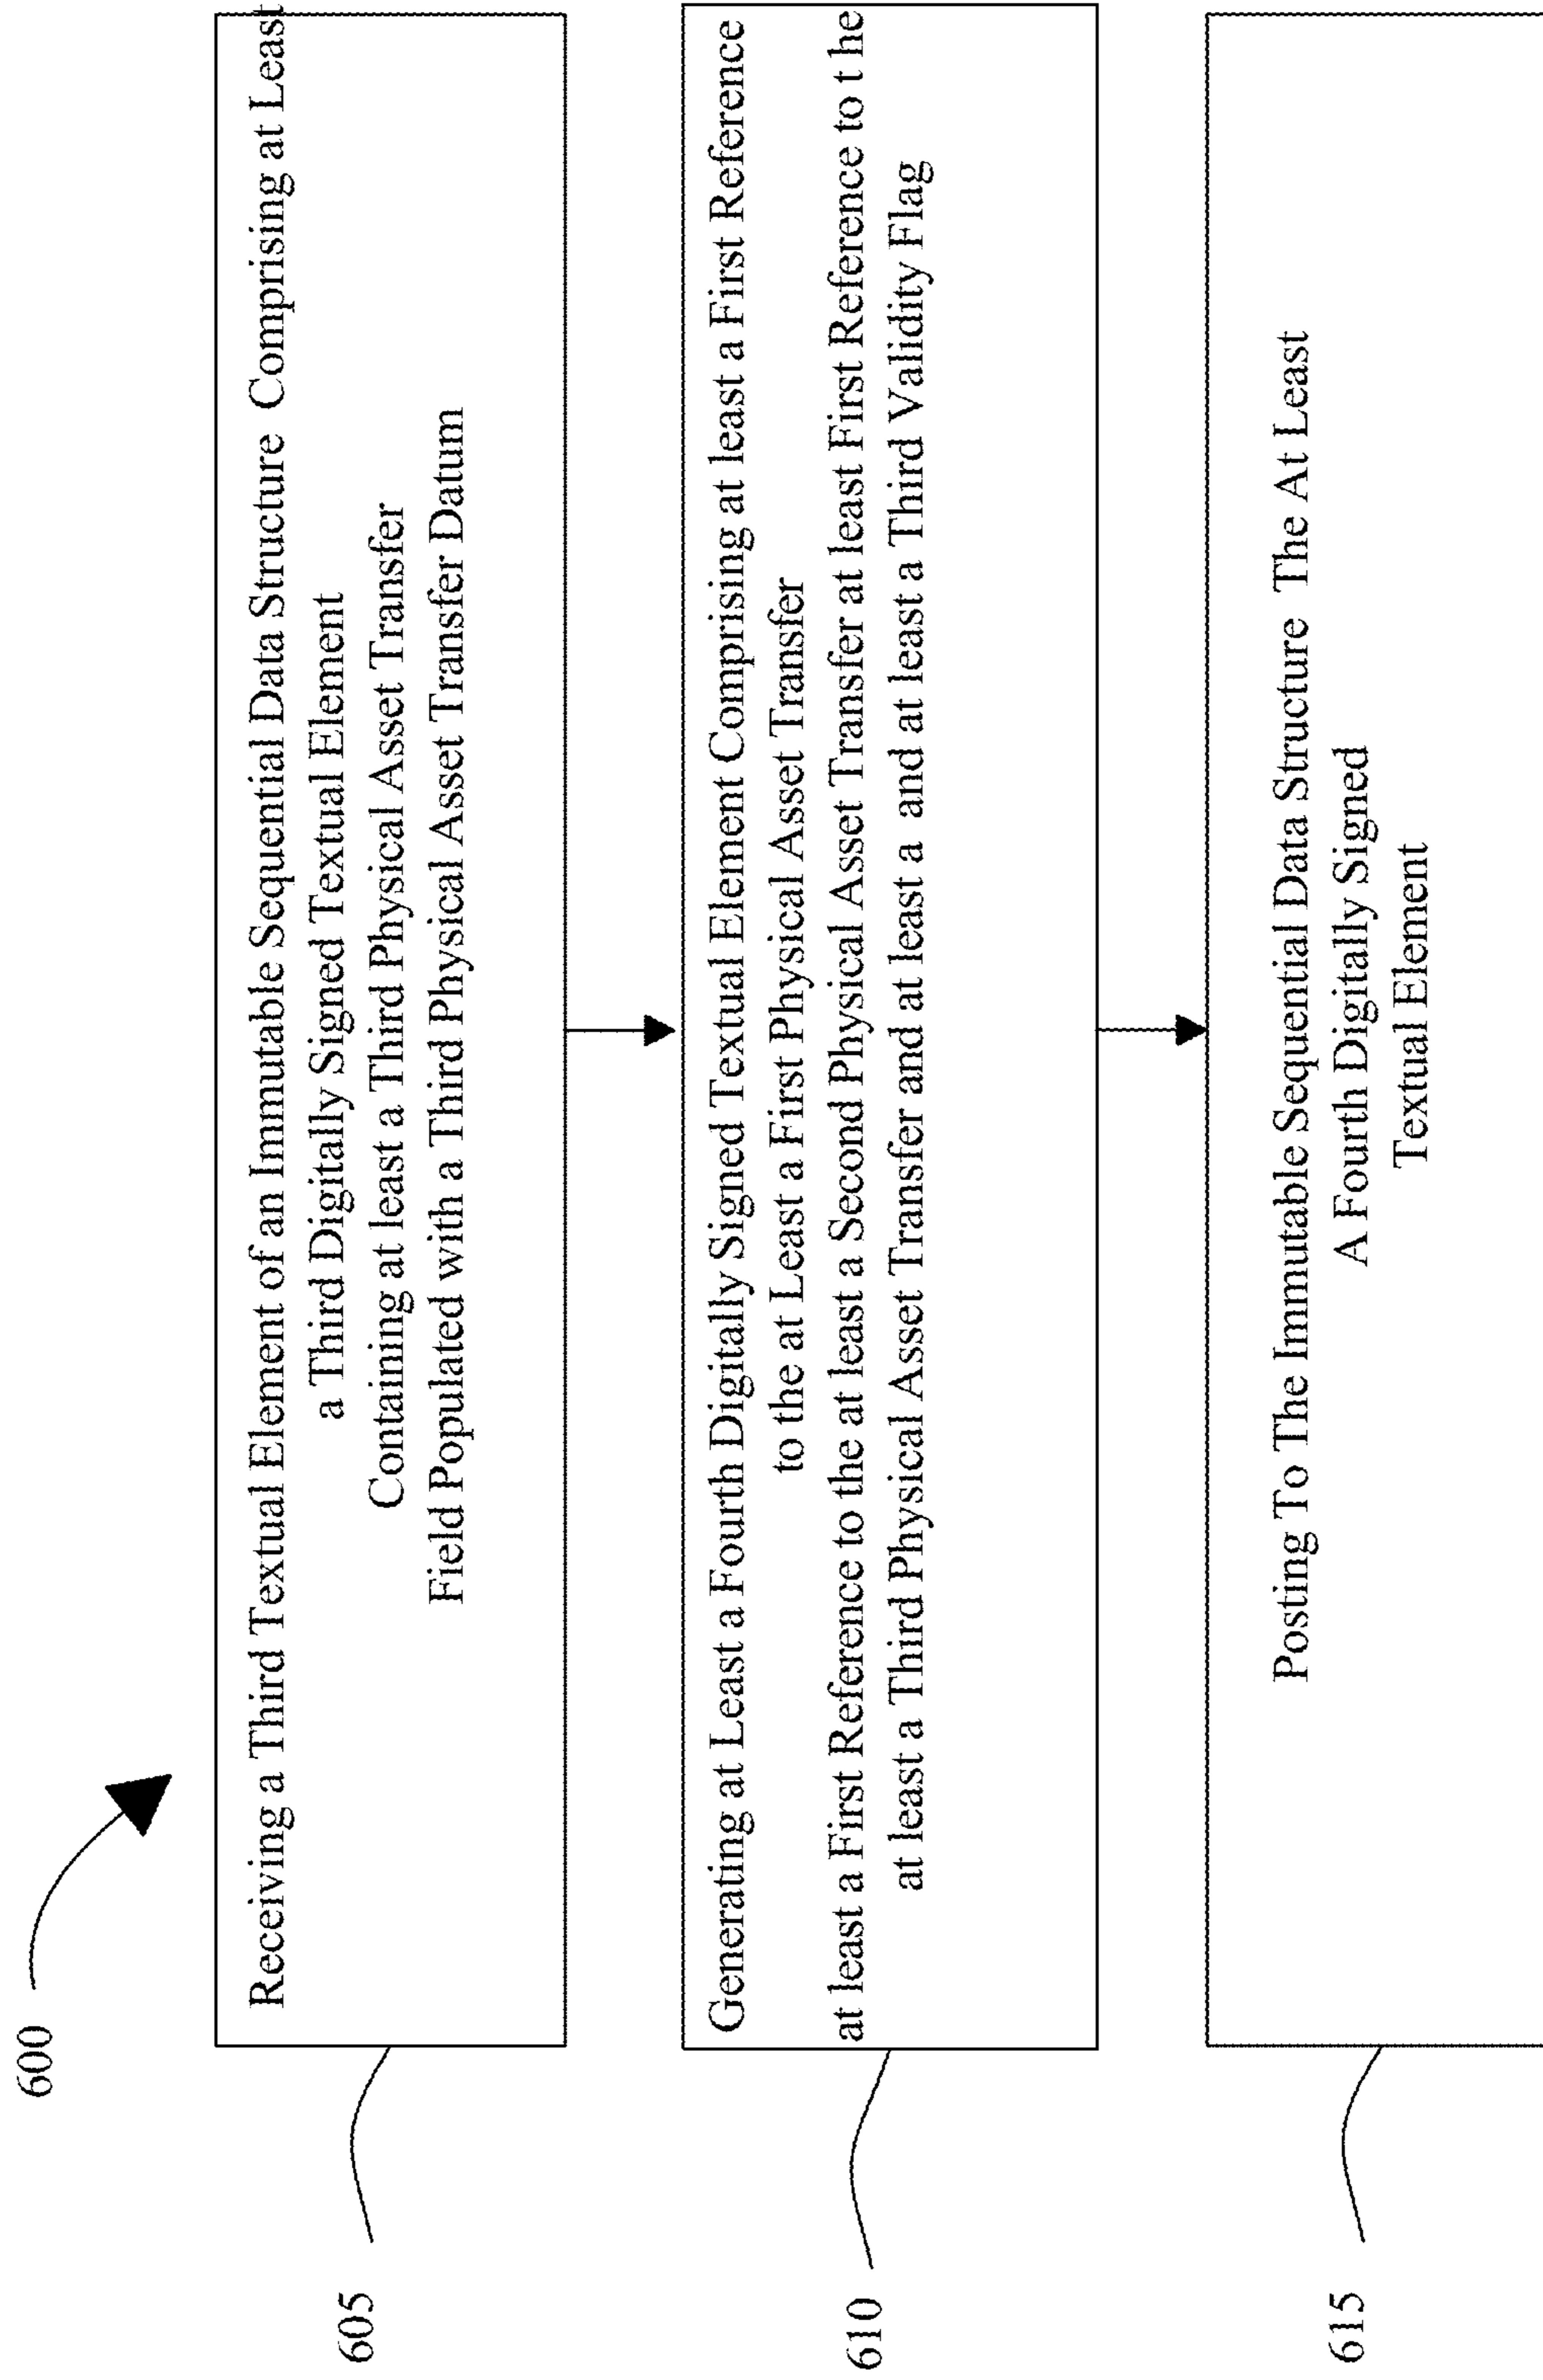 600
605
Receiving a Third Textual Element of an Immutable Sequential Data Structure Comprising at Least
a Third Digitally Signed Textual Element
Containing at least a Third Physical Asset Transfer
Field Populated with a Third Physical Asset Transfer Datum
610
Generating at Least a Fourth Digitally Signed Textual Element Comprising at least a First Reference
to the at Least a First Physical Asset Transfer
at least a First Reference to the at least a Second Physical Asset Transfer at least First Reference to t he
at least a Third Physical Asset Transfer and at least a and at least a Third Validity Flag
615
Posting To The Immutable Sequential Data Structure The At Least
A Fourth Digitally Signed
Textual Element